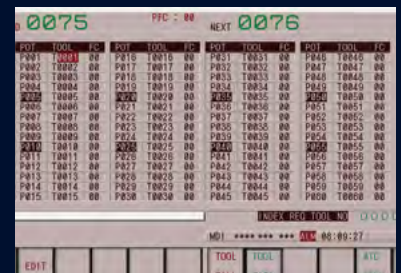 0075 PFC : 00 NEXT 0076
POT TOOL FC POT TOOL FC POT TOOL FC POT TOOL FC
P001 T0001 00 P016 T0016 00 P031 T0031 00 P046 T0046 00
P002 T0002 00 P017 T0017 00 P032 T0032 00 P047 T0047 00
P003 T0003 00 P018 T0018 00 P033 T0033 00 P048 T0048 00
P004 T0004 00 P019 T0019 00 P034 T0034 00 P049 T0049 00
P005 T0005 00 P020 T0020 00 P035 T0035 00 P050 T0050 00
P006 T0006 00 P021 T0021 00 P036 T0036 00 P051 T0051 00
P007 T0007 00 P022 T0022 00 P037 T0037 00 P052 T0052 00
P008 T0008 00 P023 T0023 00 P038 T0038 00 P053 T0053 00
P009 T0009 00 P024 T0024 00 P039 T0039 00 P054 T0054 00
P010 T0010 00 P025 T0025 00 P040 T0040 00 P055 T0055 00
P011 T0011 00 P026 T0026 00 P041 T0041 00 P056 T0056 00
P012 T0012 00 P027 T0027 00 P042 T0042 00 P057 T0057 00
P013 T0013 00 P028 T0028 00 P043 T0043 00 P058 T0058 00
P014 T0014 00 P029 T0029 00 P044 T0044 00 P059 T0059 00
P015 T0015 00 P030 T0030 00 P045 T0045 00 P060 T0060 00
INDEX REQ TOOL NO 000
MDI **** *** *** ALM 08:09:27
EDIT TOOL TOOL ATC